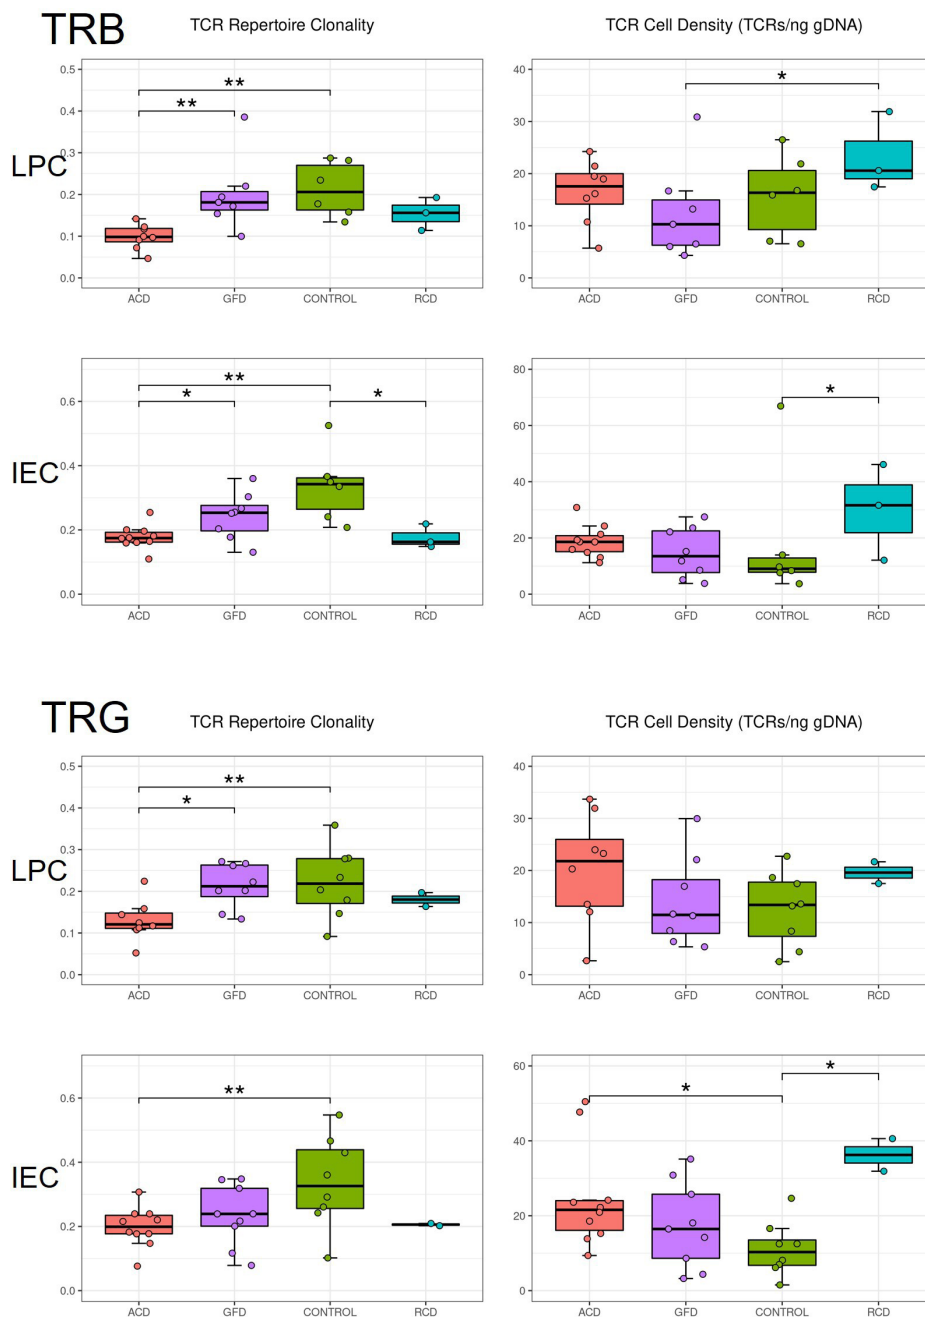 TRB
TCR Repertoire Clonality
TCR Cell Density (TCRs/ng gDNA)
LPC
0.5
0.4
0.3
0.2
0.1
0.0
**
**
ACD GFD CONTROL RCD
40
30
20
10
0
*
ACD GFD CONTROL RCD
IEC
0.6
0.4
0.2
0.0
**
*
*
ACD GFD CONTROL RCD
80
60
40
20
0
*
ACD GFD CONTROL RCD
TRG
TCR Repertoire Clonality
TCR Cell Density (TCRs/ng gDNA)
LPC
0.5
0.4
0.3
0.2
0.1
0.0
**
*
ACD GFD CONTROL RCD
40
30
20
10
0
ACD GFD CONTROL RCD
IEC
0.6
0.4
0.2
0.0
**
ACD GFD CONTROL RCD
60
40
20
0
*
*
ACD GFD CONTROL RCD